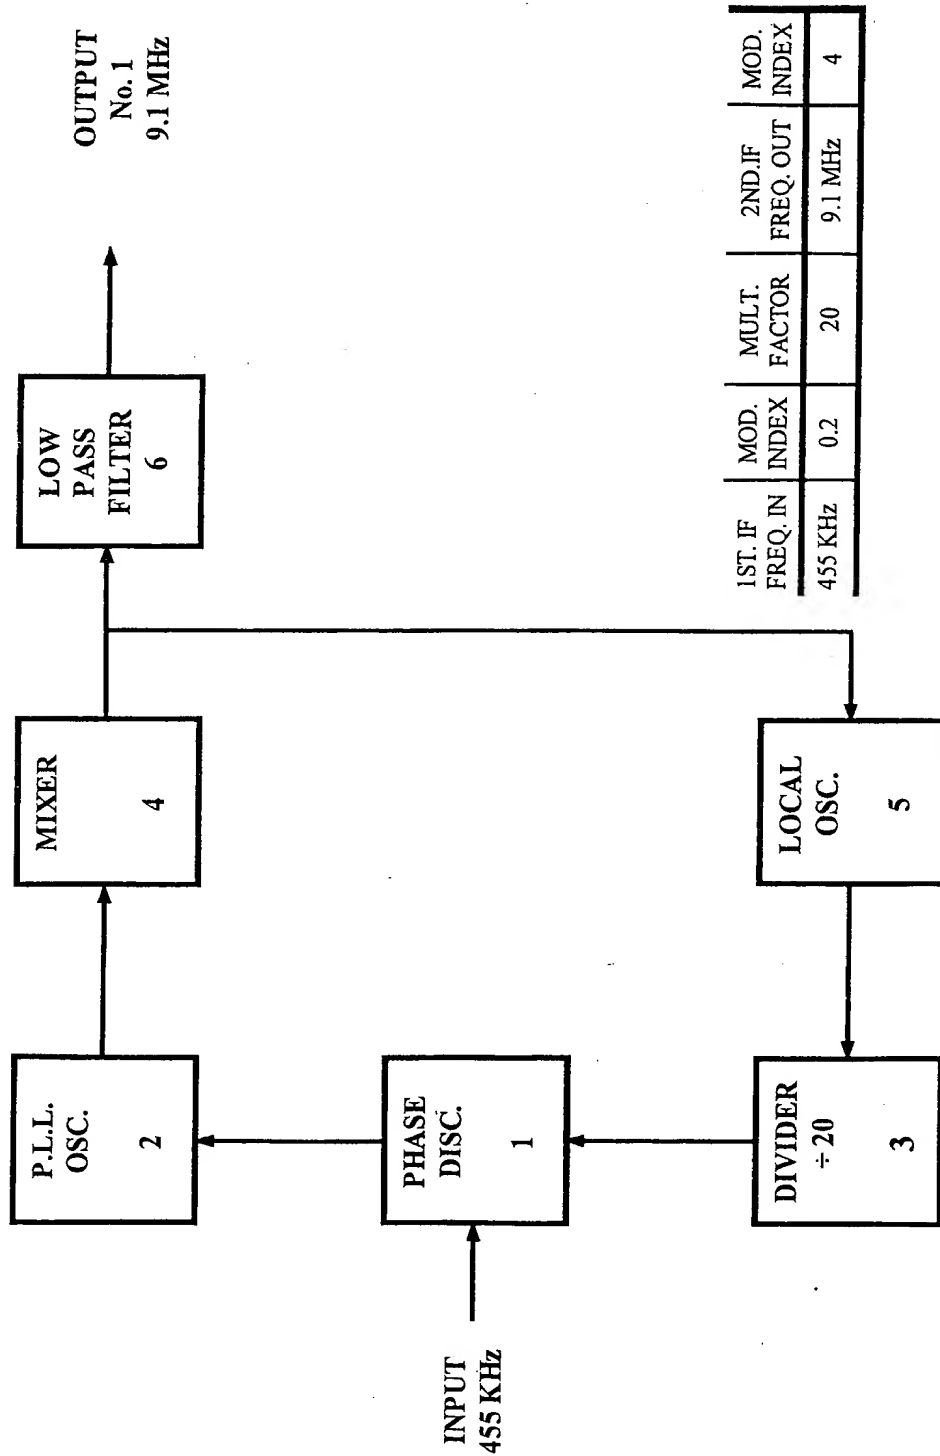 INPUT
455 KHz
PHASE
DISC.
1
P.L.L.
OSC.
2
DIVIDER
÷20
3
MIXER
4
LOCAL
OSC.
5
LOW
PASS
FILTER
6
OUTPUT
No. 1
9.1 MHz
1ST. IF
FREQ. IN
MOD.
INDEX
MULT.
FACTOR
2ND.IF
FREQ. OUT
MOD.
INDEX
455 KHz
0.2
20
9.1 MHz
4